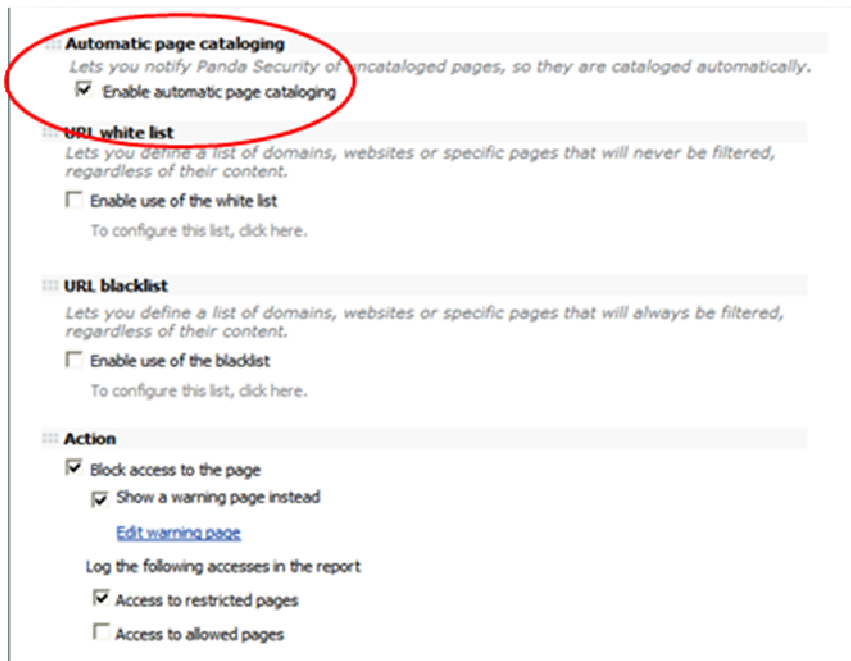 Automatic page cataloging
Lets you notify Panda Security of uncataloged pages, so they are cataloged automatically.
Enable automatic page cataloging
URL white list
Lets you define a list of domains, websites or specific pages that will never be filtered,
regardless of their content.
Enable use of the white list
To configure this list, click here.
URL blacklist
Lets you define a list of domains, websites or specific pages that will always be filtered,
regardless of their content.
Enable use of the blacklist
To configure this list, click here.
Action
Block access to the page
Show a warning page instead
Edit warning page
Log the following accesses in the report
Access to restricted pages
Access to allowed pages